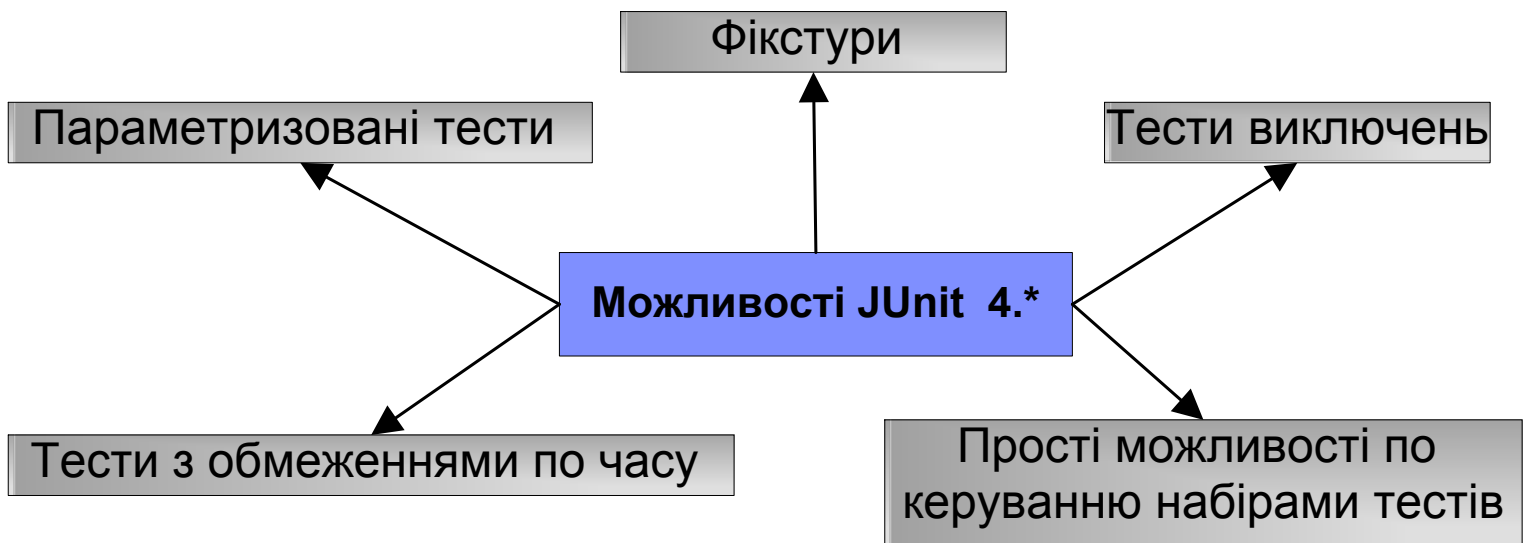 Фікстури
Параметризовані тести
Тести виключень
Можливості JUnit 4.*
Тести з обмеженнями по часу
Прості можливості по
керуванню набірами тестів